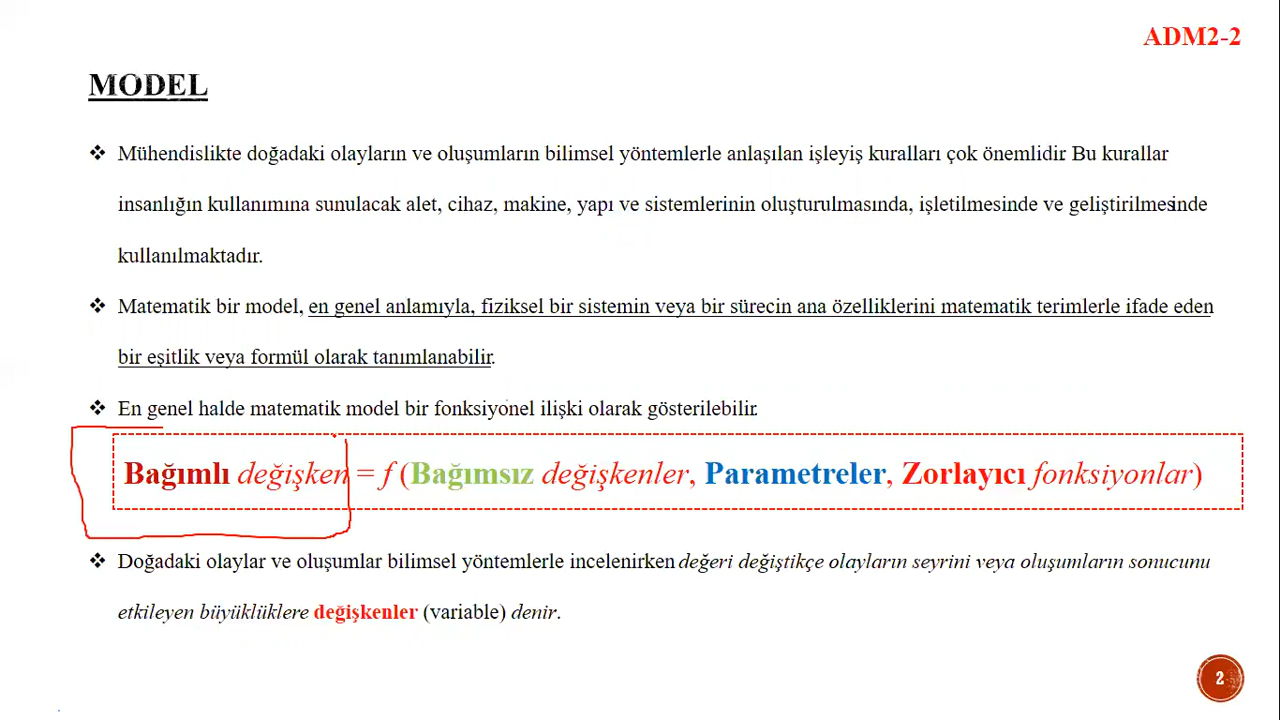 ADM2-2
MODEL
❖ Mühendislikte doğadaki olayların ve oluşumların bilimsel yöntemlerle anlaşılan işleyiş kuralları çok önemlidir. Bu kurallar
insanlığın kullanımına sunulacak alet, cihaz, makine, yapı ve sistemlerinin oluşturulmasında, işletilmesinde ve geliştirilmesinde
kullanılmaktadır.
❖ Matematik bir model, en genel anlamıyla, fiziksel bir sistemin veya bir sürecin ana özelliklerini matematik terimlerle ifade eden
bir eşitlik veya formül olarak tanımlanabilir.
❖ En genel halde matematik model bir fonksiyonel ilişki olarak gösterilebilir.
Bağımlı değişken = f (Bağımsız değişkenler, Parametreler, Zorlayıcı fonksiyonlar)
❖ Doğadaki olaylar ve oluşumlar bilimsel yöntemlerle incelenirken değeri değiştikçe olayların seyrini veya oluşumların sonucunu
etkileyen büyüklüklere değişkenler (variable) denir.
2